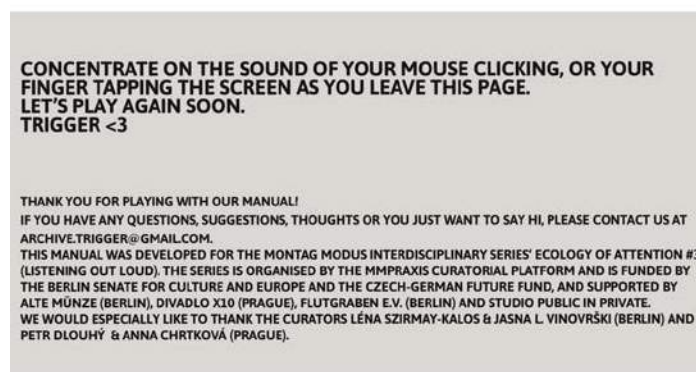 CONCENTRATE ON THE SOUND OF YOUR MOUSE CLICKING, OR YOUR
FINGER TAPPING THE SCREEN AS YOU LEAVE THIS PAGE.
LET'S PLAY AGAIN SOON.
TRIGGER <3
THANK YOU FOR PLAYING WITH OUR MANUAL!
IF YOU HAVE ANY QUESTIONS, SUGGESTIONS, THOUGHTS OR YOU JUST WANT TO SAY HI, PLEASE CONTACT US AT
ARCHIVE.TRIGGER@GMAIL.COM.
THIS MANUAL WAS DEVELOPED FOR THE MONTAG MODUS INTERDISCIPLINARY SERIES' ECOLOGY OF ATTENTION #3
(LISTENING OUT LOUD). THE SERIES IS ORGANISED BY THE MMPRAXIS CURATORIAL PLATFORM AND IS FUNDED BY
THE BERLIN SENATE FOR CULTURE AND EUROPE AND THE CZECH-GERMAN FUTURE FUND, AND SUPPORTED BY
ALTE MÜNZE (BERLIN), DIVADLO X10 (PRAGUE), FLUTGRABEN E.V. (BERLIN) AND STUDIO PUBLIC IN PRIVATE.
WE WOULD ESPECIALLY LIKE TO THANK THE CURATORS LÉNA SZIRMAY-KALOS & JASNA L. VINOVRŠKI (BERLIN) AND
PETR DLOUHÝ & ANNA CHRTKOVÁ (PRAGUE).